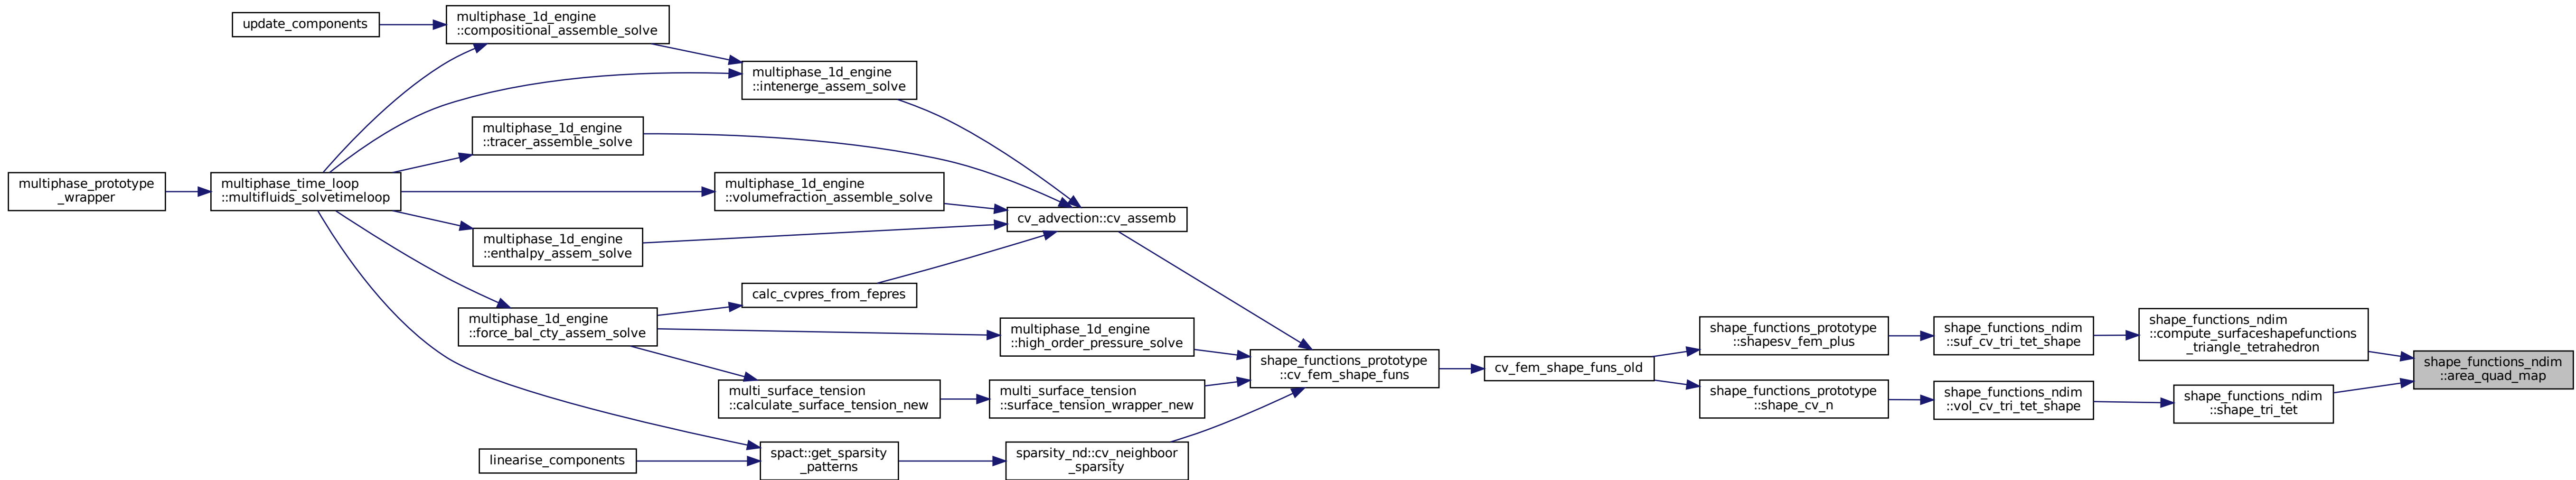 update_components
multiphase_1d_engine
::compositional_assemble_solve
multiphase_1d_engine
::intenerge_assem_solve
multiphase_1d_engine
::tracer_assemble_solve
multiphase_prototype
_wrapper
multiphase_time_loop
::multifluids_solvetimeloop
multiphase_1d_engine
::volumefraction_assemble_solve
cv_advection::cv_assemb
multiphase_1d_engine
::enthalpy_assem_solve
calc_cvpres_from_fepres
multiphase_1d_engine
::force_bal_cty_assem_solve
multiphase_1d_engine
::high_order_pressure_solve
shape_functions_prototype
::cv_fem_shape_funs
cv_fem_shape_funs_old
shape_functions_prototype
::shapesv_fem_plus
shape_functions_ndim
::suf_cv_tri_tet_shape
shape_functions_ndim
::compute_surfaceshapefunctions
_triangle_tetrahedron
shape_functions_ndim
::area_quad_map
multi_surface_tension
::calculate_surface_tension_new
multi_surface_tension
::surface_tension_wrapper_new
shape_functions_prototype
::shape_cv_n
shape_functions_ndim
::vol_cv_tri_tet_shape
shape_functions_ndim
::shape_tri_tet
linearise_components
spact::get_sparsity
_patterns
sparsity_nd::cv_neighboor
_sparsity